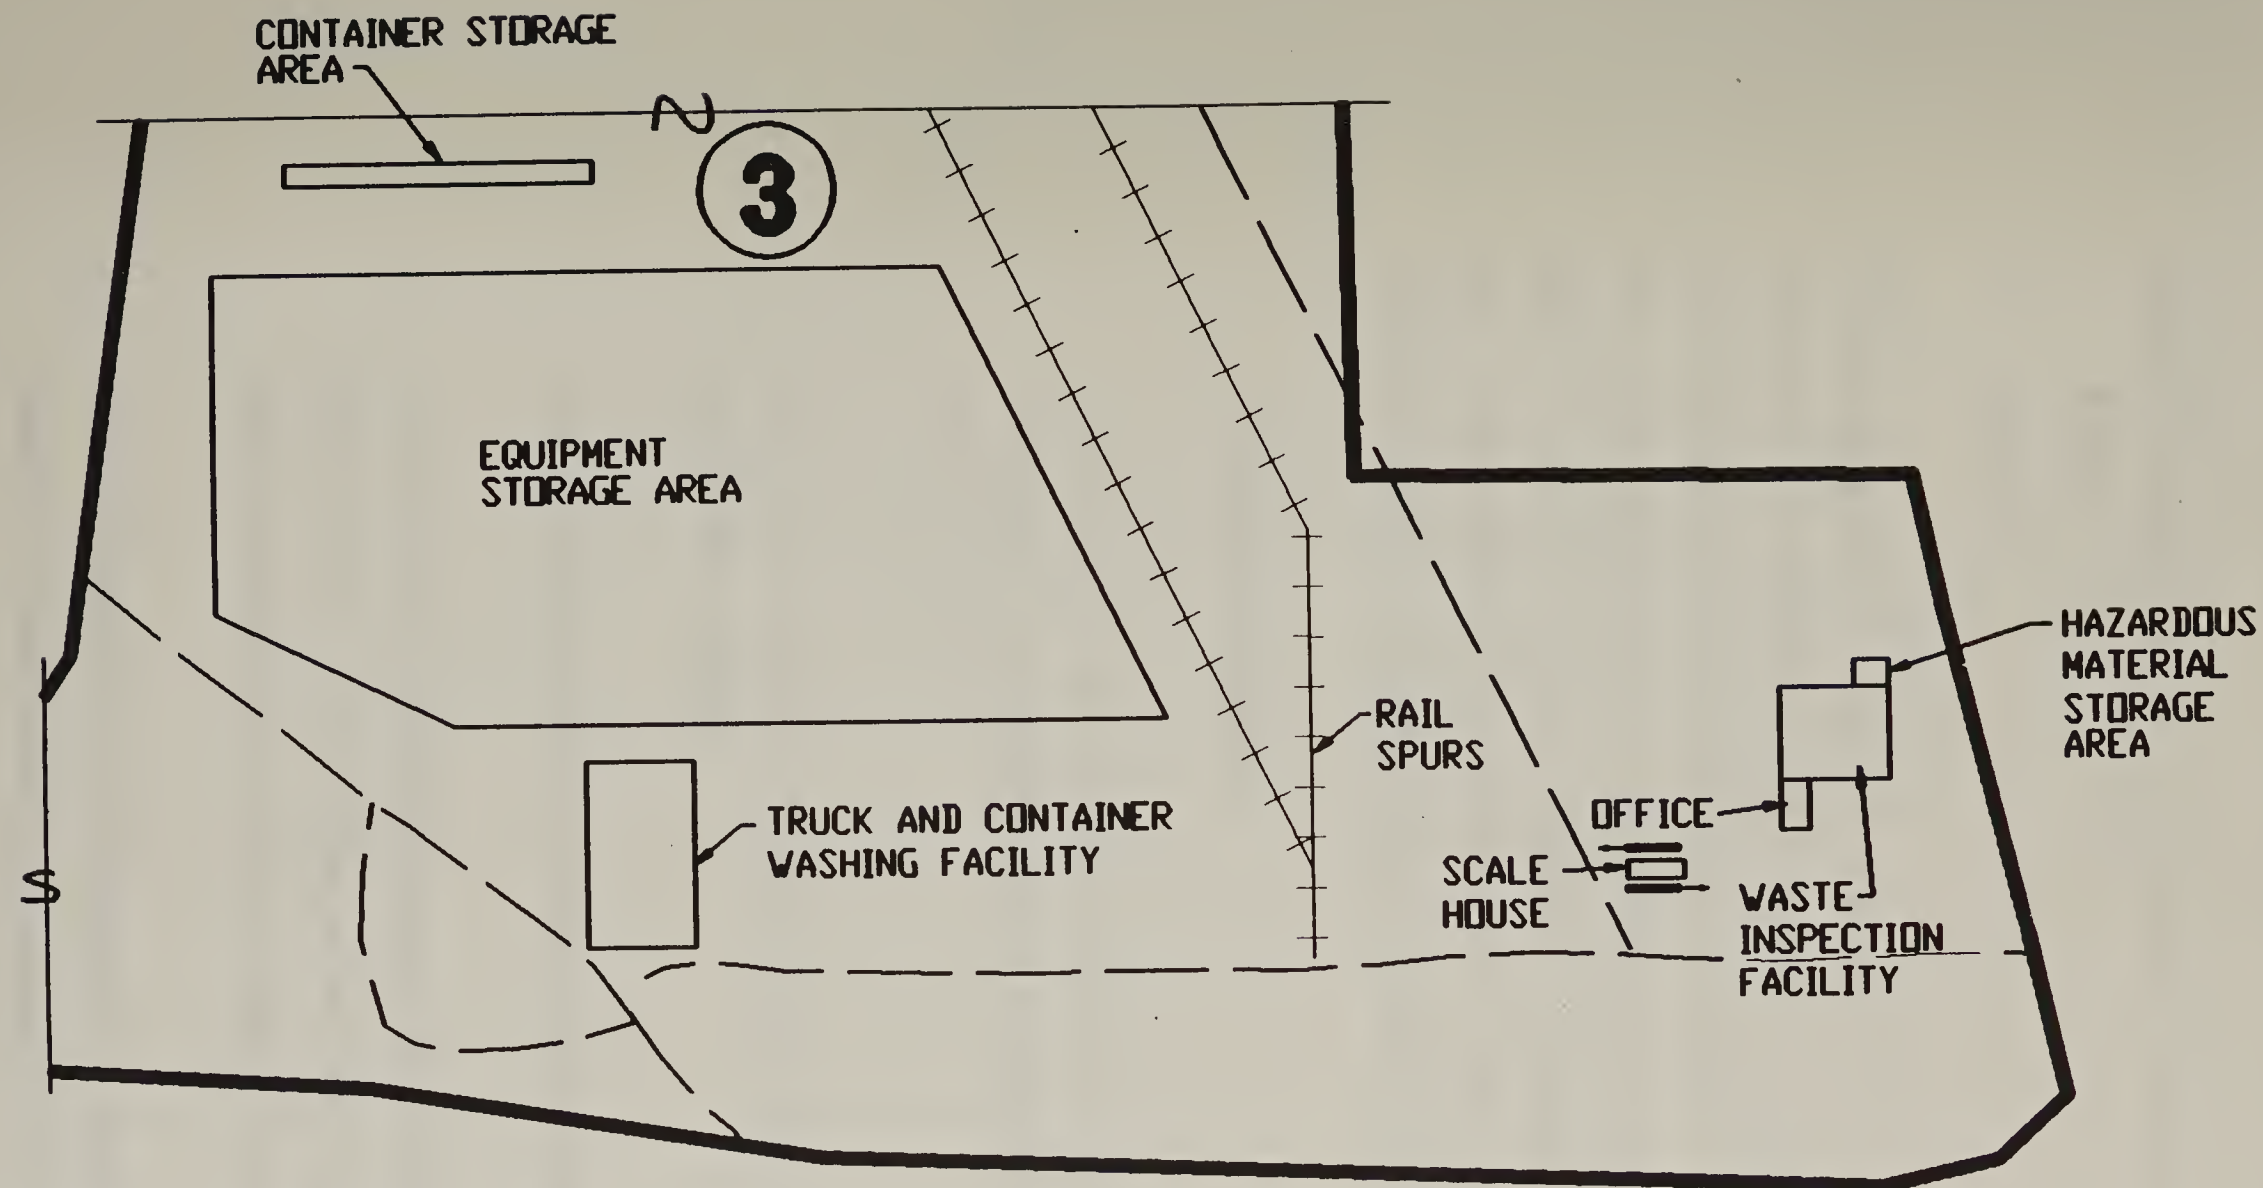 CONTAINER STORAGE
AREA
3
EQUIPMENT
STORAGE AREA
HAZARDOUS
MATERIAL
STORAGE
AREA
RAIL
SPURS
TRUCK AND CONTAINER
WASHING FACILITY
OFFICE
SCALE
HOUSE
WASTE
INSPECTION
FACILITY